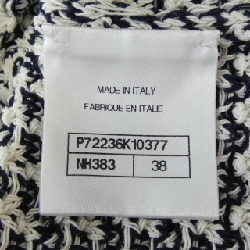 MADE IN ITALY
FABRIQUE EN ITALIE
P72236K10377
NH383 38